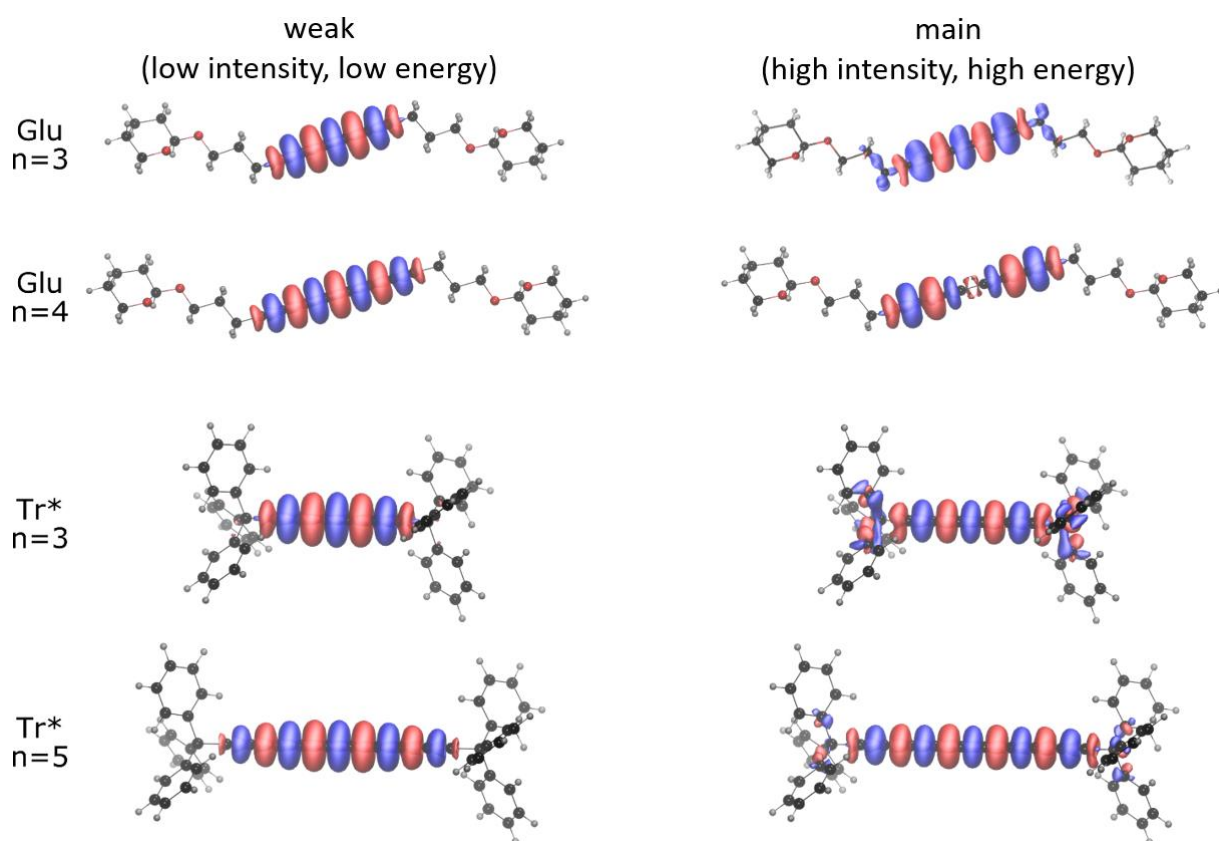 weak
(low intensity, low energy)
main
(high intensity, high energy)
Glu
n=3
Glu
n=4
Tr*
n=3
Tr*
n=5